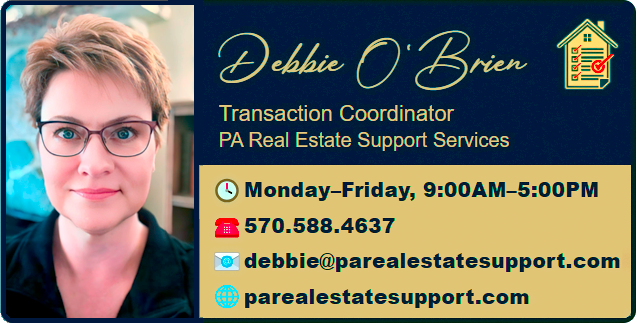 Debbie O'Brien
Transaction Coordinator
PA Real Estate Support Services
Monday–Friday, 9:00AM–5:00PM
570.588.4637
debbie@parealestatesupport.com
parealestatesupport.com